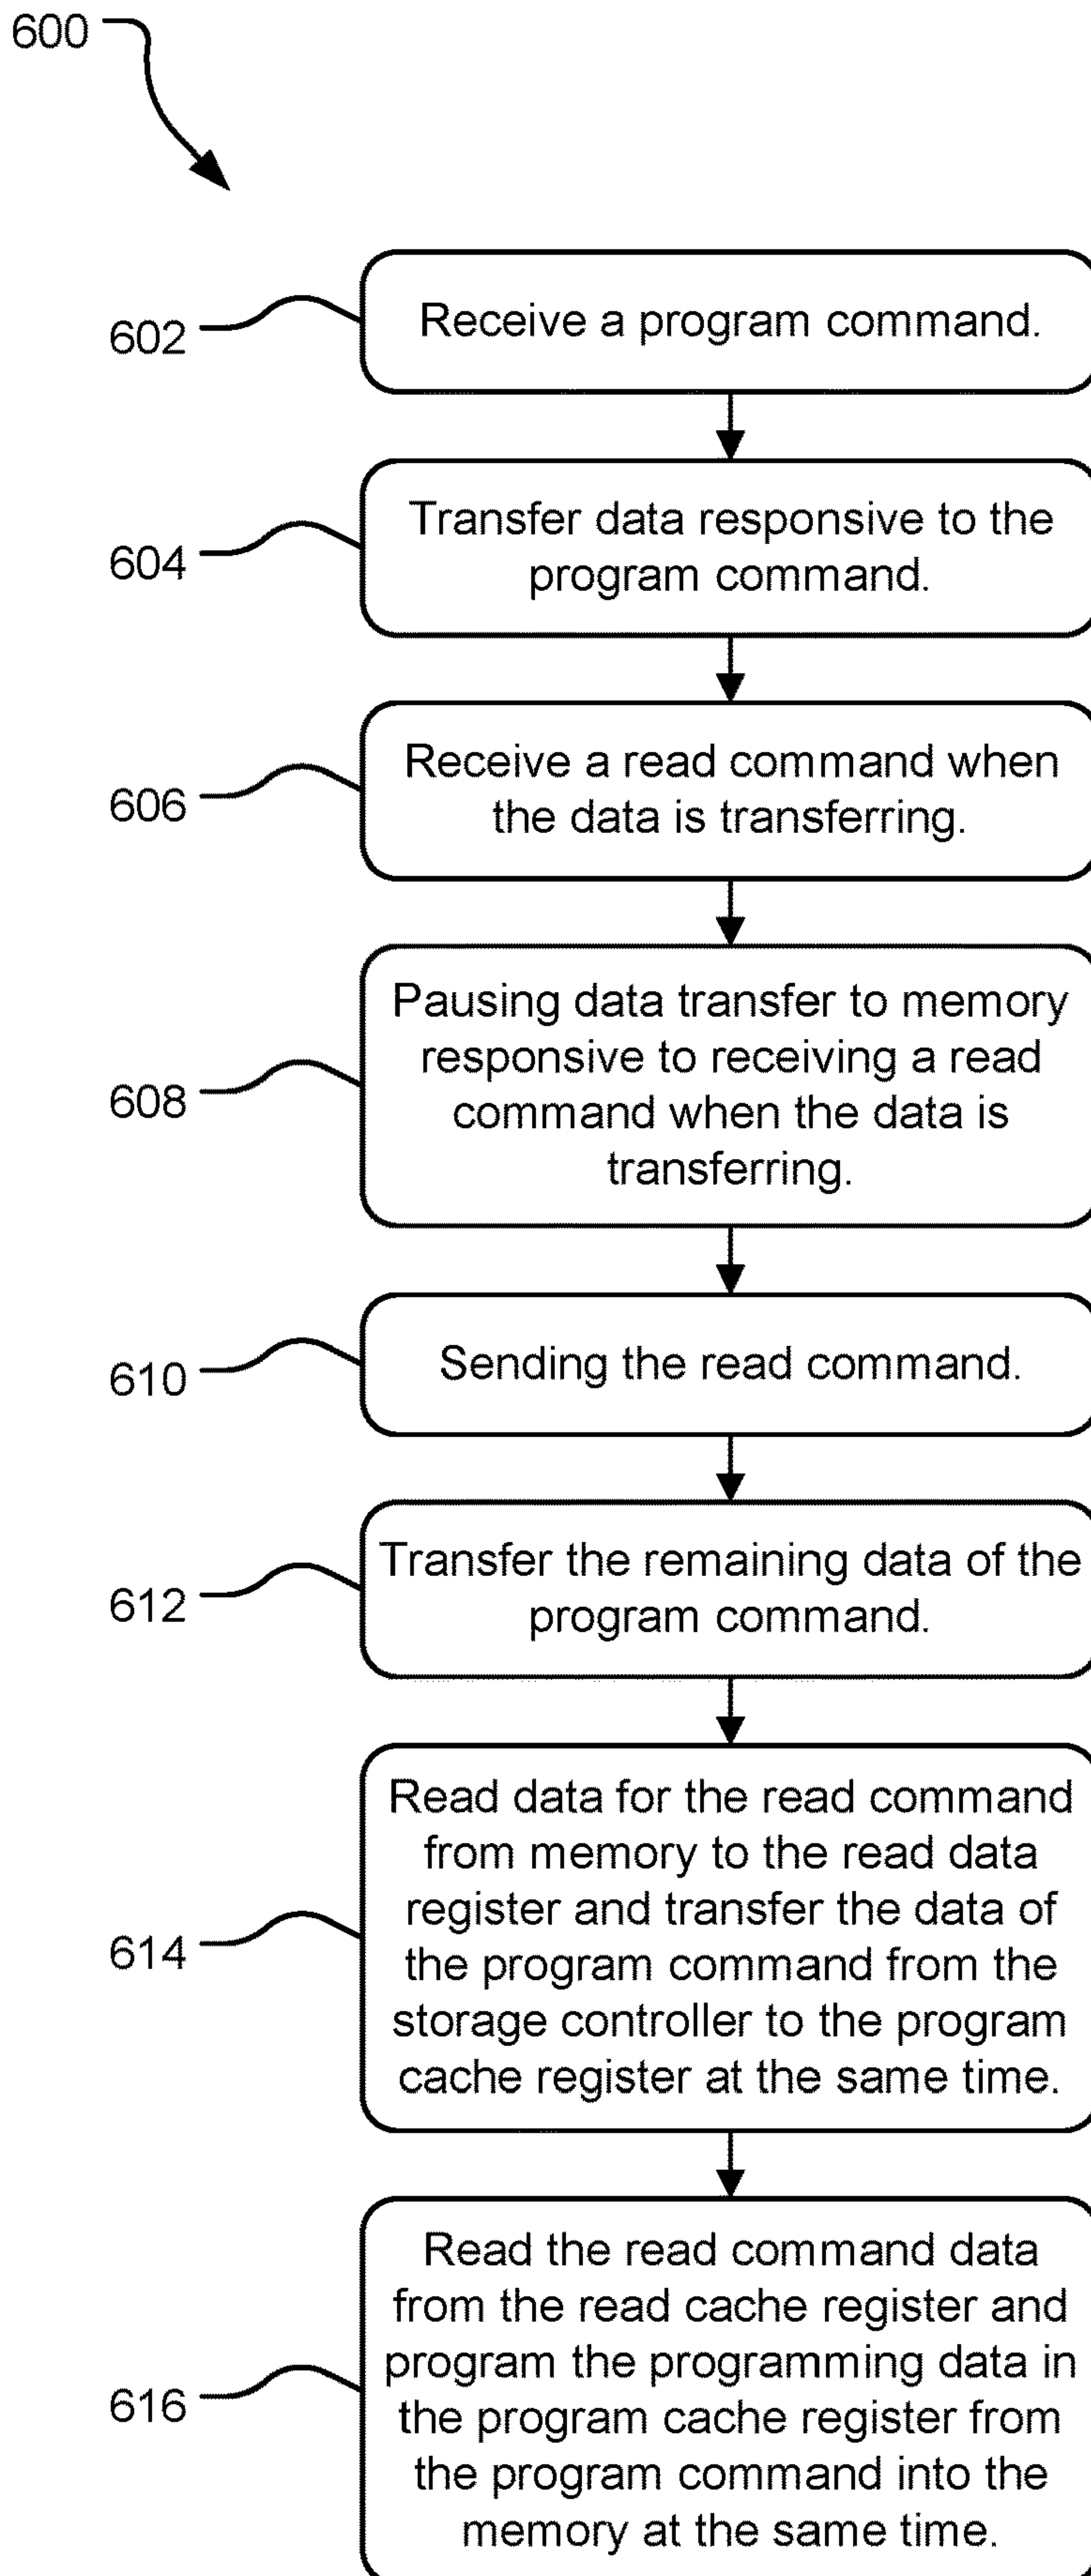 600
602
Receive a program command.
604
Transfer data responsive to the
program command.
606
Receive a read command when
the data is transferring.
608
Pausing data transfer to memory
responsive to receiving a read
command when the data is
transferring.
610
Sending the read command.
612
Transfer the remaining data of the
program command.
614
Read data for the read command
from memory to the read data
register and transfer the data of
the program command from the
storage controller to the program
cache register at the same time.
616
Read the read command data
from the read cache register and
program the programming data in
the program cache register from
the program command into the
memory at the same time.